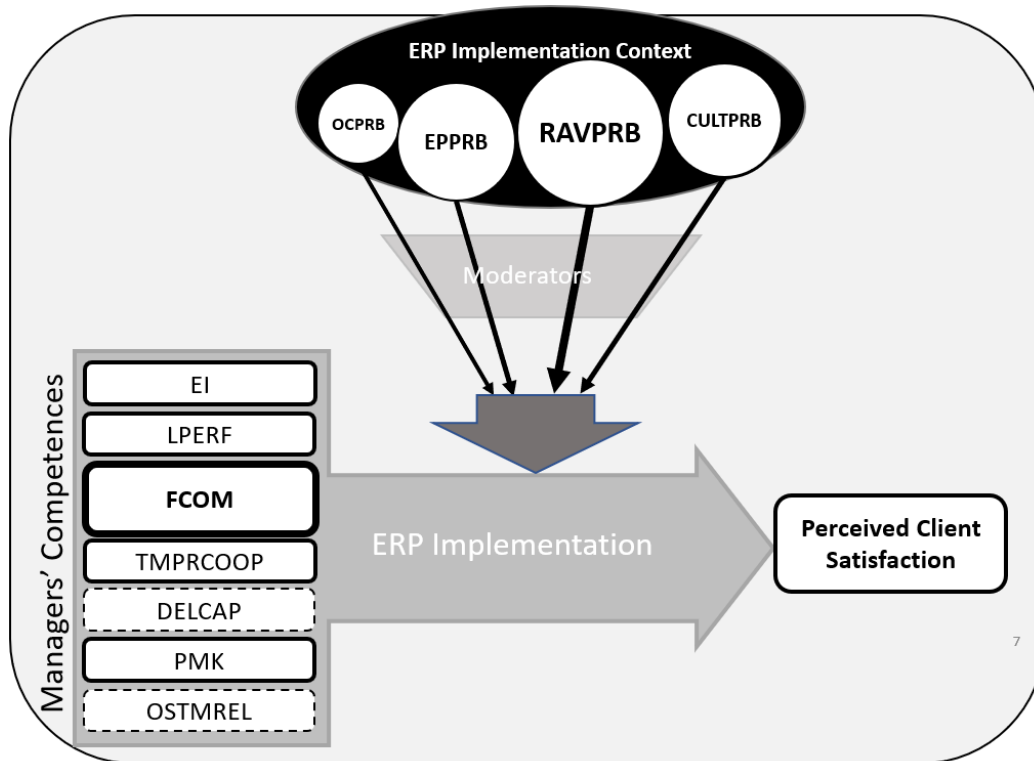 ERP Implementation Context
OCPRB
EPPRB
RAVPRB
CULTPRB
Moderators
Managers' Competences
EI
LPERF
FCOM
TMPRCOOP
DELCAP
PMK
OSTMREL
ERP Implementation
Perceived Client
Satisfaction
7